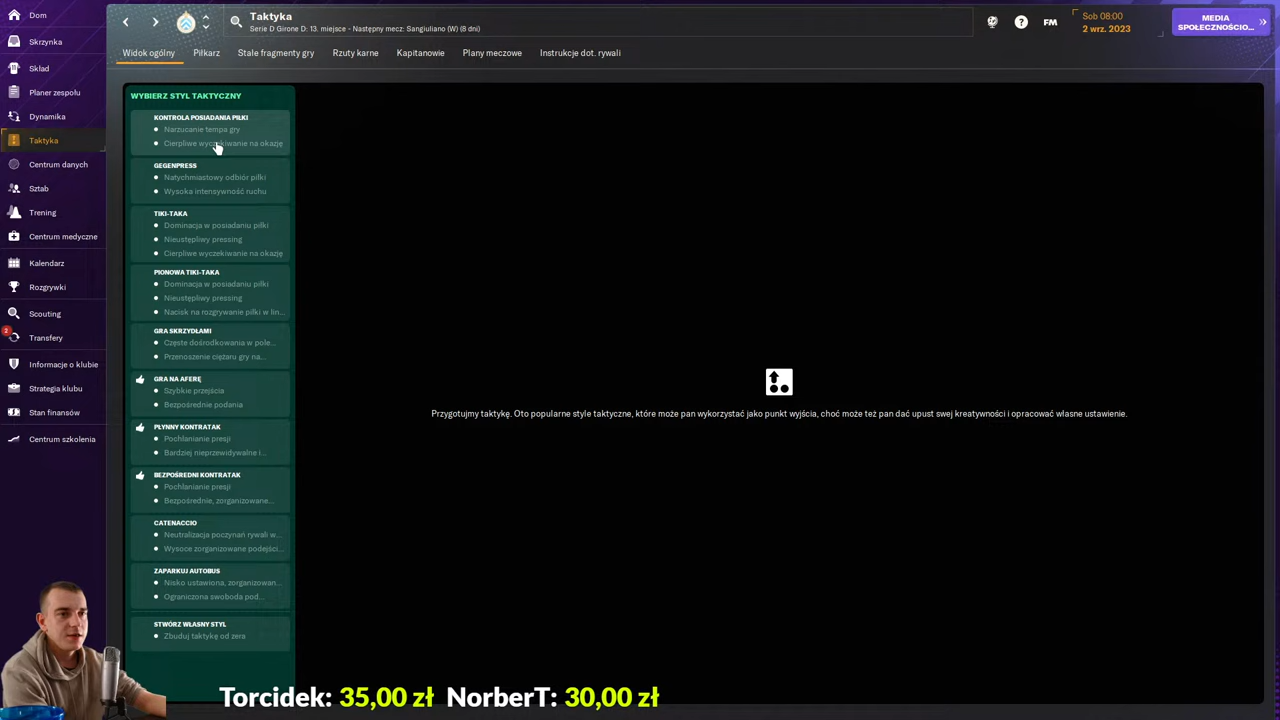 Dom
Skrzynka
Skład
Planer zespołu
Dynamika
Taktyka
Centrum danych
Sztab
Trening
Centrum medyczne
Kalendarz
Rozgrywki
Scouting
2
Transfery
Informacje o klubie
Strategia klubu
Stan finansów
Centrum szkolenia
Taktyka
Serie D Girone D: 13. miejsce - Następny mecz: Sangiuliano (W) (8 dni)
?
FM
Sob 08:00
2 wrz. 2023
MEDIA
SPOŁECZNOŚCIO...
Widok ogólny
Piłkarz
Stałe fragmenty gry
Rzuty karne
Kapitanowie
Plany meczowe
Instrukcje dot. rywali
WYBIERZ STYL TAKTYCZNY
KONTROLA POSIADANIA PIŁKI
Narzucanie tempa gry
Cierpliwe wyczekiwanie na okazję
GEGENPRESS
Natychmiastowy odbiór piłki
Wysoka intensywność ruchu
TIKI-TAKA
Dominacja w posiadaniu piłki
Nieustępliwy pressing
Cierpliwe wyczekiwanie na okazję
PIONOWA TIKI-TAKA
Dominacja w posiadaniu piłki
Nieustępliwy pressing
Nacisk na rozgrywanie piłki w lin...
GRA SKRZYDŁAMI
Częste dośrodkowania w pole...
Przenoszenie ciężaru gry na...
GRA NA AFERĘ
Szybkie przejścia
Bezpośrednie podania
PŁYNNY KONTRATAK
Pochłanianie presji
Bardziej nieprzewidywalne i...
BEZPOŚREDNI KONTRATAK
Pochłanianie presji
Bezpośrednie, zorganizowane...
CATENACCIO
Neutralizacja poczynań rywali w...
Wysoce zorganizowane podejści...
ZAPARKUJ AUTOBUS
Nisko ustawiona, zorganizowan...
Ograniczona swoboda pod...
STWÓRZ WŁASNY STYL
Zbuduj taktykę od zera
Przygotujmy taktykę. Oto popularne style taktyczne, które może pan wykorzystać jako punkt wyjścia, choć może też pan dać upust swej kreatywności i opracować własne ustawienie.
Torcidek: 35,00 zł NorberT: 30,00 zł